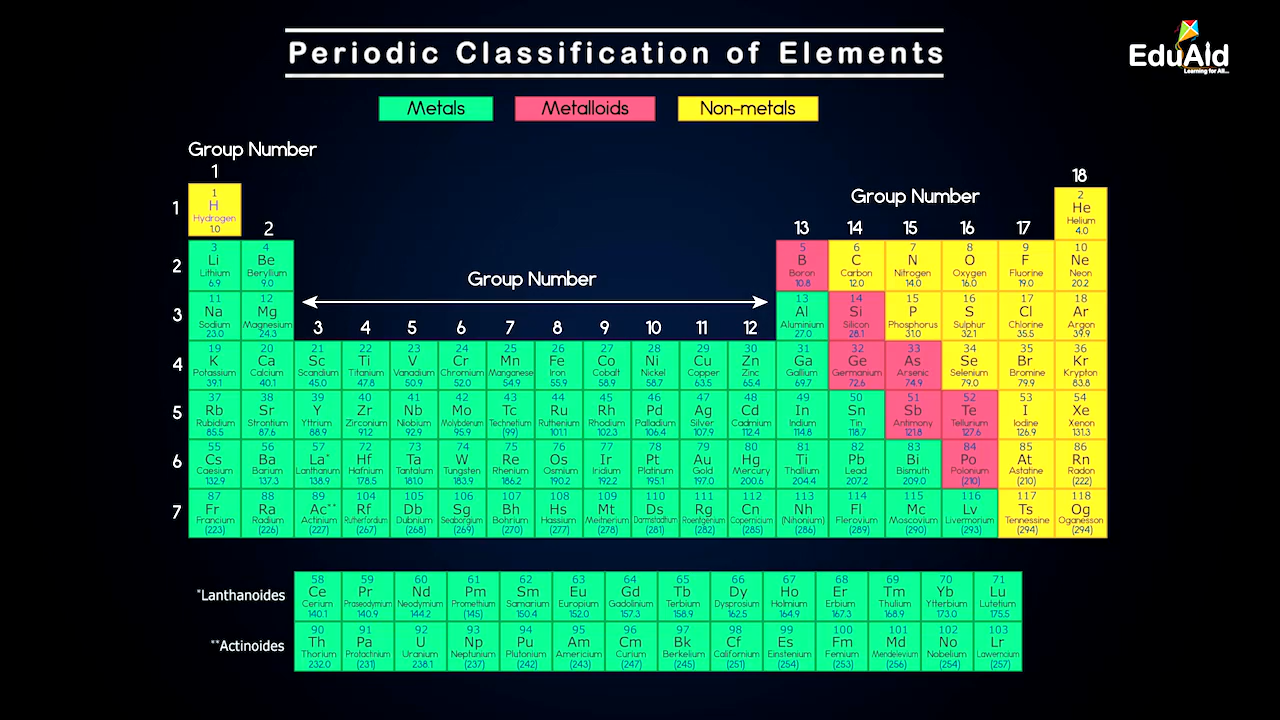 Periodic Classification of Elements
EduAid
Learning for All...
Metals Metalloids Non-metals
Group Number
1
18
Group Number
1
1
H
Hydrogen
1.0
2
He
Helium
4.0
2
13 14 15 16 17
2
3 4 5 6 7 8 9 10
Li Be B C N O F Ne
Lithium Beryllium Boron Carbon Nitrogen Oxygen Fluorine Neon
6.9 9.0 10.8 12.0 14.0 16.0 19.0 20.2
Group Number
3
11 12 13 14 15 16 17 18
Na Mg Al Si P S Cl Ar
Sodium Magnesium Aluminium Silicon Phosphorus Sulphur Chlorine Argon
23.0 24.3 27.0 28.1 31.0 32.1 35.5 39.9
3 4 5 6 7 8 9 10 11 12
4
19 20 21 22 23 24 25 26 27 28 29 30 31 32 33 34 35 36
K Ca Sc Ti V Cr Mn Fe Co Ni Cu Zn Ga Ge As Se Br Kr
Potassium Calcium Scandium Titanium Vanadium Chromium Manganese Iron Cobalt Nickel Copper Zinc Gallium Germanium Arsenic Selenium Bromine Krypton
39.1 40.1 45.0 47.8 50.9 52.0 54.9 55.9 58.9 58.7 63.5 65.4 69.7 72.6 74.9 79.0 79.9 83.8
5
37 38 39 40 41 42 43 44 45 46 47 48 50 51 52 53 54
Rb Sr Y Zr Nb Mo Tc Ru Rh Pd Ag Cd In Sn Sb Te I Xe
Rubidium Strontium Yttrium Zirconium Niobium Molybderum Technetium Ruthenium Rhodium Palladium Silver Cadmium Indium Tin Antimony Tellurium Iodine Xenon
85.5 87.6 88.9 91.2 92.9 95.9 (99) 101.1 102.3 106.4 107.9 112.4 114.8 118.7 121.8 127.6 126.9 131.3
6
55 56 57 72 73 74 75 76 77 78 79 80 81 82 83 84 85 86
Cs Ba La* Hf Ta W Re Os Ir Pt Au Hg Ti Pb Bi Po At Rn
Caesium Barium Lanthanum Hafnium Tantalum Tungsten Rhenium Osmium Iridium Platinum Gold Mercury Thallium Lead Bismuth Polonium Astatine Radon
132.9 137.3 138.9 178.5 181.0 183.9 186.2 190.2 192.2 195.1 197.0 200.6 204.4 207.2 209.0 (210) (210) (222)
7
87 88 89 104 105 106 107 108 109 110 111 112 113 114 115 116 117 118
Fr Ra Ac** Rf Db Sg Bh Hs Mt Ds Rg Cn Nh Fl Mc Lv Ts Og
Francium Radium Actinium Rutherfordium Dubnium Seaborgium Bohrium Hassium Meitnerium Darmstadtium Roentgenium Copernicium (Nihonium) Flerovium Moscovium Livermorium Tennessine Oganesson
(223) (226) (227) (267) (268) (269) (270) (277) (278) (281) (282) (285) (286) (289) (290) (293) (294) (294)
*Lanthanoides
58 59 60 61 62 63 64 65 66 67 68 69 70 71
Ce Pr Nd Pm Sm Eu Gd Tb Dy Ho Er Tm Yb Lu
Cerium Praseodymium Neodymium Promethium Samarium Europium Gadolinium Terbium Dysprosium Holmium Erbium Thulium Ytterbium Lutetium
140.1 140.9 144.2 (145) 150.4 152.0 157.3 158.9 162.5 164.9 167.3 168.9 173.0 175.5
**Actinoides
90 91 92 93 94 95 96 97 98 99 100 101 102 103
Th Pa U Np Pu Am Cm Bk Cf Es Fm Md No Lr
Thorium Protactinium Uranium Neptunium Plutonium Americium Curium Berkelium Californium Einstenium Femium Mendelevium Nobelium Lawerncium
232.0 (231) 238.1 (237) (242) (243) (247) (245) (251) (254) (253) (256) (254) (257)